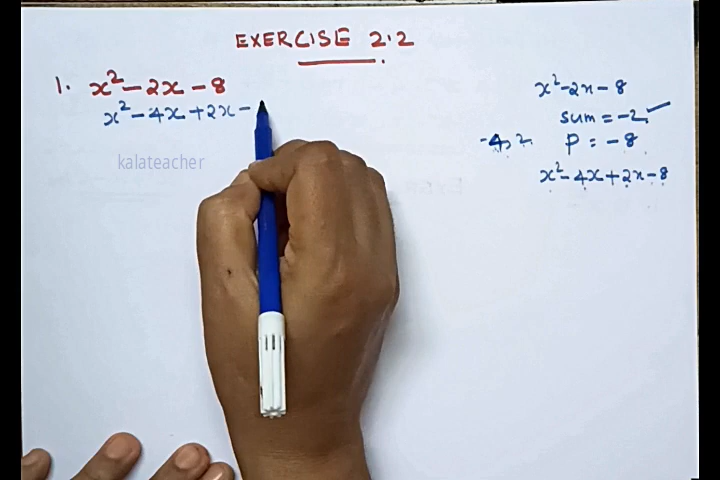 EXERCISE 2.2
1. x² - 2x - 8
x² - 4x + 2x -
kalateacher
x² - 2x - 8
sum = -2 ✓
-4, 2 P = -8
x² - 4x + 2x - 8